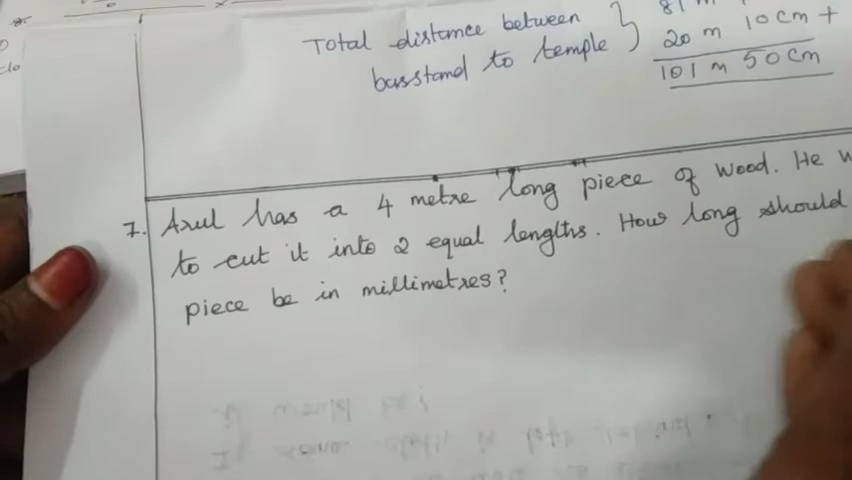 Total distance between
busstand to temple
20 m 10 cm +
101 m 50 cm
7. Arul has a 4 metre long piece of wood. He
to cut it into 2 equal lengths. How long should
piece be in millimetres?